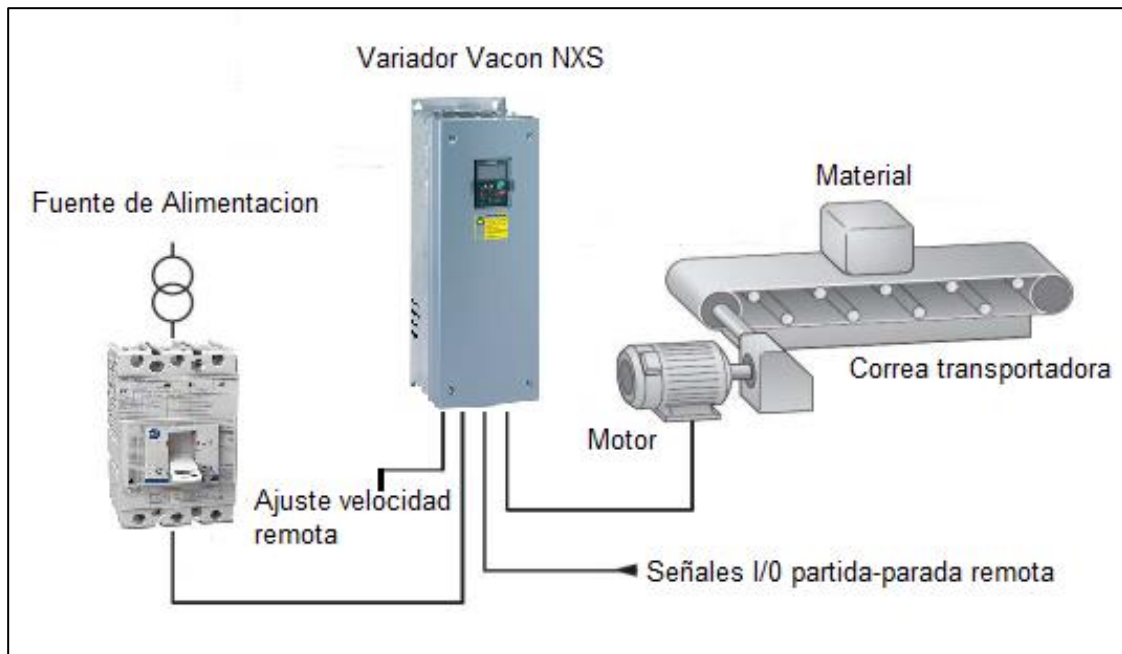 Variador Vacon NXS
Fuente de Alimentacion
Material
Correa transportadora
Motor
Ajuste velocidad
remota
Señales I/0 partida-parada remota